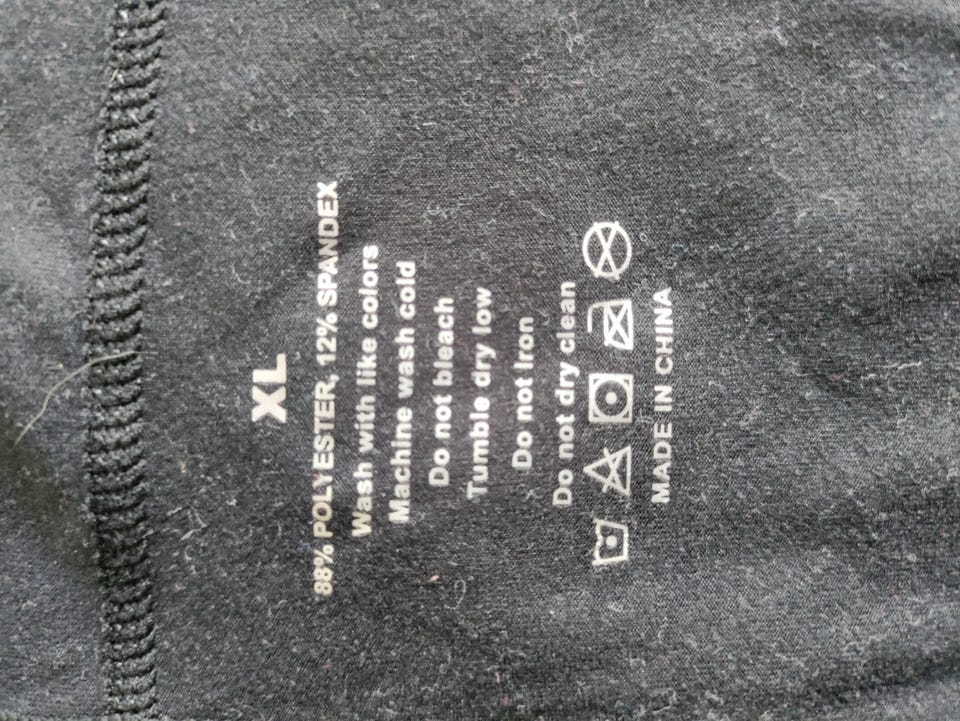 XL
88% POLYESTER, 12% SPANDEX
Wash with like colors
Machine wash cold
Do not bleach
Tumble dry low
Do not Iron
Do not dry clean
MADE IN CHINA